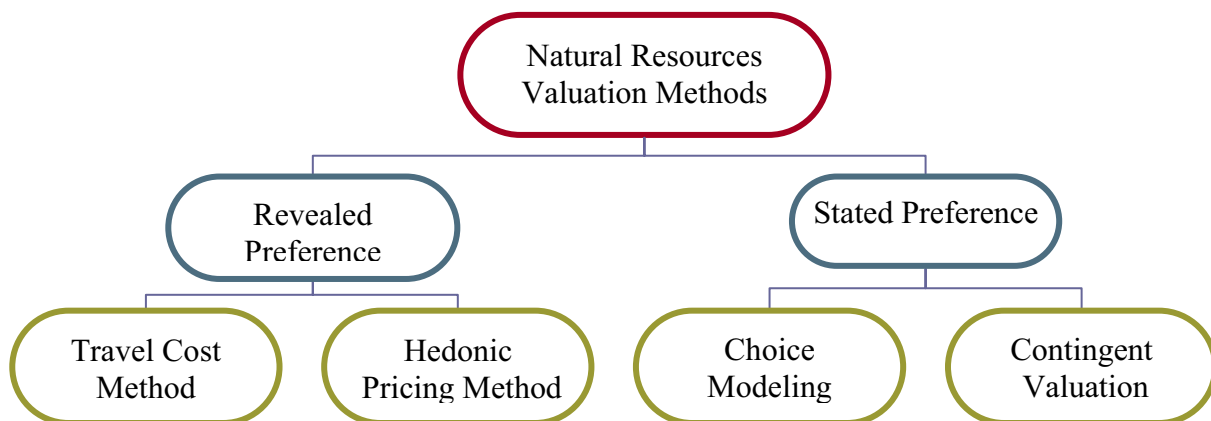 Natural Resources
Valuation Methods
Revealed
Preference
Stated Preference
Travel Cost
Method
Hedonic
Pricing Method
Choice
Modeling
Contingent
Valuation